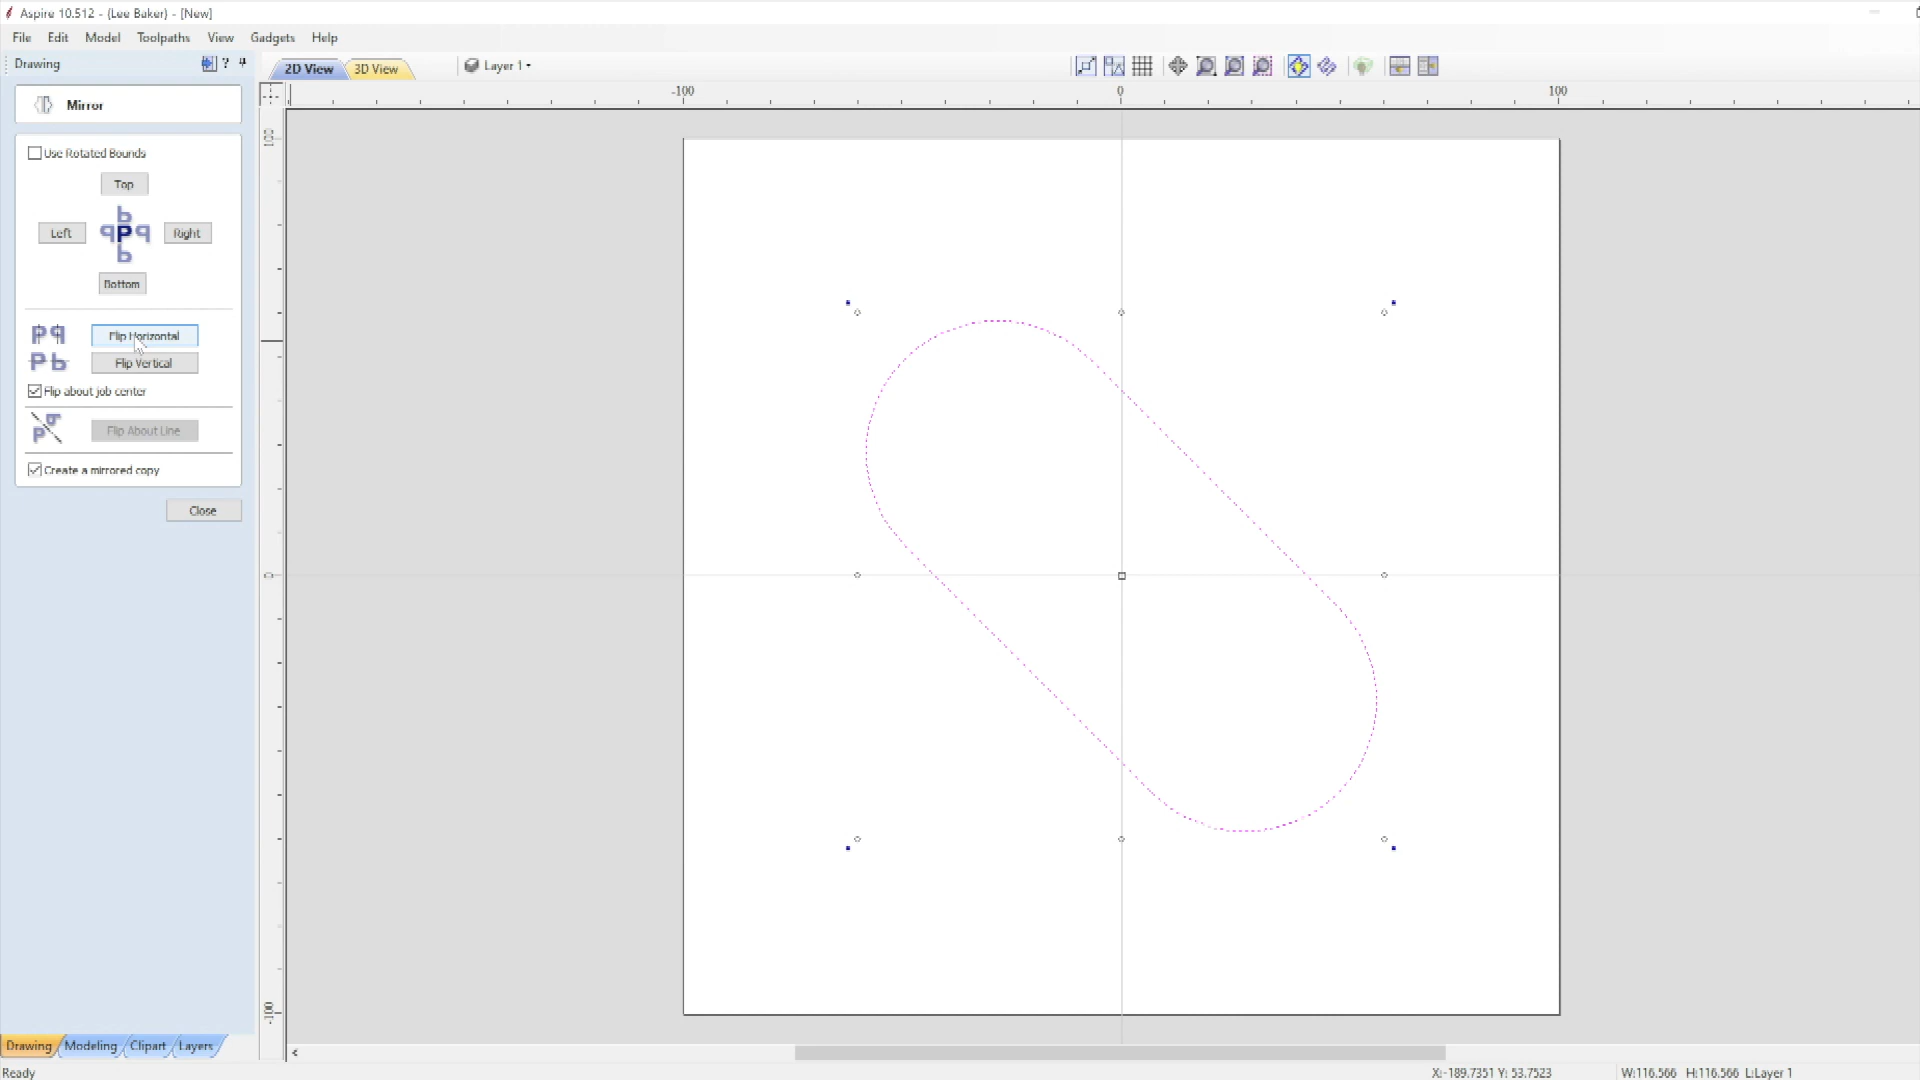 Aspire 10.512 - {Lee Baker} - [New]
File Edit Model Toolpaths View Gadgets Help
Drawing ?
2D View 3D View Layer 1
-100 0 100
Mirror
Use Rotated Bounds
Top
Left P Right
Bottom
Flip Horizontal
Flip Vertical
Flip about job center
Flip About Line
Create a mirrored copy
Close
100
0
-100
Drawing Modeling Clipart Layers
Ready X:-189.7351 Y: 53.7523 W:116.566 H:116.566 L:Layer 1